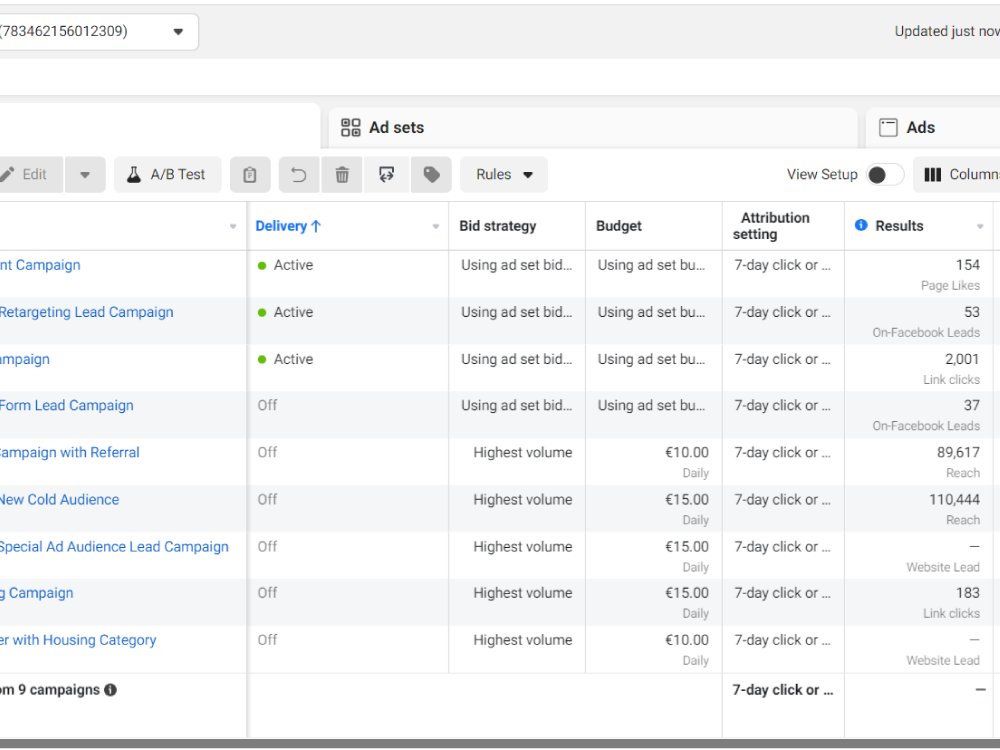 (783462156012309)
Updated just now
Ad sets
Ads
Edit
A/B Test
Rules
View Setup
Column
Delivery ↑
Bid strategy
Budget
Attribution
setting
Results
nt Campaign
Active
Using ad set bid...
Using ad set bu...
7-day click or ...
154
Page Likes
Retargeting Lead Campaign
Active
Using ad set bid...
Using ad set bu...
7-day click or ...
53
On-Facebook Leads
ampaign
Active
Using ad set bid...
Using ad set bu...
7-day click or ...
2,001
Link clicks
Form Lead Campaign
Off
Using ad set bid...
Using ad set bu...
7-day click or ...
37
On-Facebook Leads
Campaign with Referral
Off
Highest volume
€10.00
Daily
7-day click or ...
89,617
Reach
New Cold Audience
Off
Highest volume
€15.00
Daily
7-day click or ...
110,444
Reach
Special Ad Audience Lead Campaign
Off
Highest volume
€15.00
Daily
7-day click or ...
—
Website Lead
g Campaign
Off
Highest volume
€15.00
Daily
7-day click or ...
183
Link clicks
er with Housing Category
Off
Highest volume
€10.00
Daily
7-day click or ...
—
Website Lead
om 9 campaigns
7-day click or ...
—